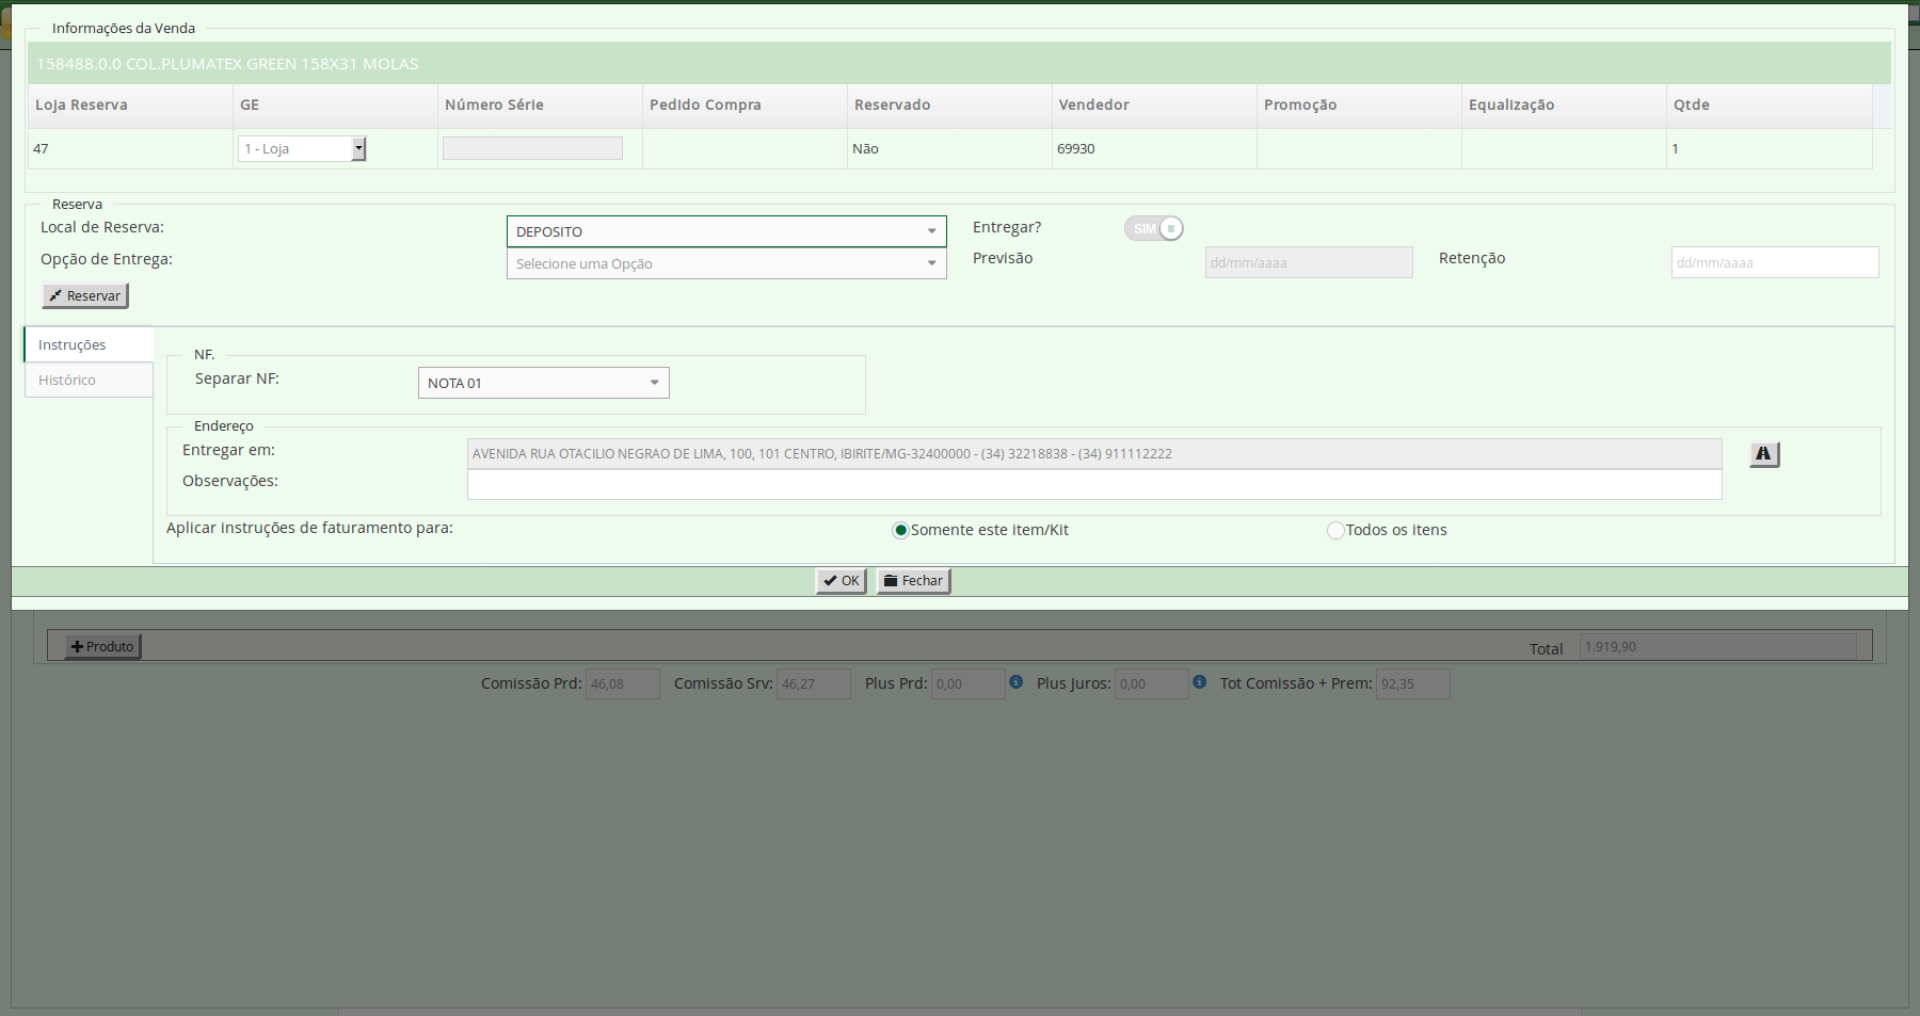 Informações da Venda
158488.0.0 COL.PLUMATEX GREEN 158X31 MOLAS
Loja Reserva GE Número Série Pedido Compra Reservado Vendedor Promoção Equalização Qtde
47 1 - Loja Não 69930 1
Reserva
Local de Reserva: DEPOSITO Entregar? SIM
Opção de Entrega: Selecione uma Opção Previsão dd/mm/aaaa Retenção dd/mm/aaaa
Reservar
Instruções
Histórico
NF.
Separar NF: NOTA 01
Endereço
Entregar em: AVENIDA RUA OTACILIO NEGRAO DE LIMA, 100, 101 CENTRO, IBIRITE/MG-32400000 - (34) 32218838 - (34) 911112222
Observações:
Aplicar instruções de faturamento para: Somente este item/Kit Todos os itens
OK Fechar
Produto Total 1.919,90
Comissão Prd: 46,08 Comissão Srv: 46,27 Plus Prd: 0,00 Plus Juros: 0,00 Tot Comissão + Prem: 92,35